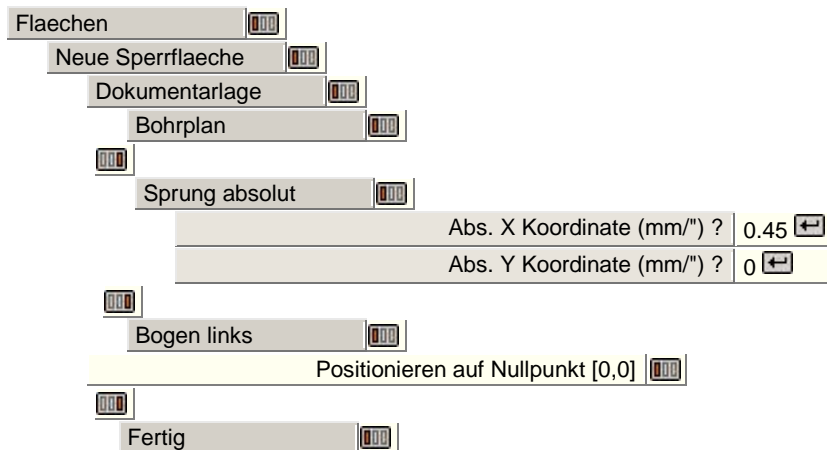 Flaechen
Neue Sperrflaeche
Dokumentarlage
Bohrplan
Sprung absolut
Abs. X Koordinate (mm/") ? 0.45
Abs. Y Koordinate (mm/") ? 0
Bogen links
Positionieren auf Nullpunkt [0,0]
Fertig